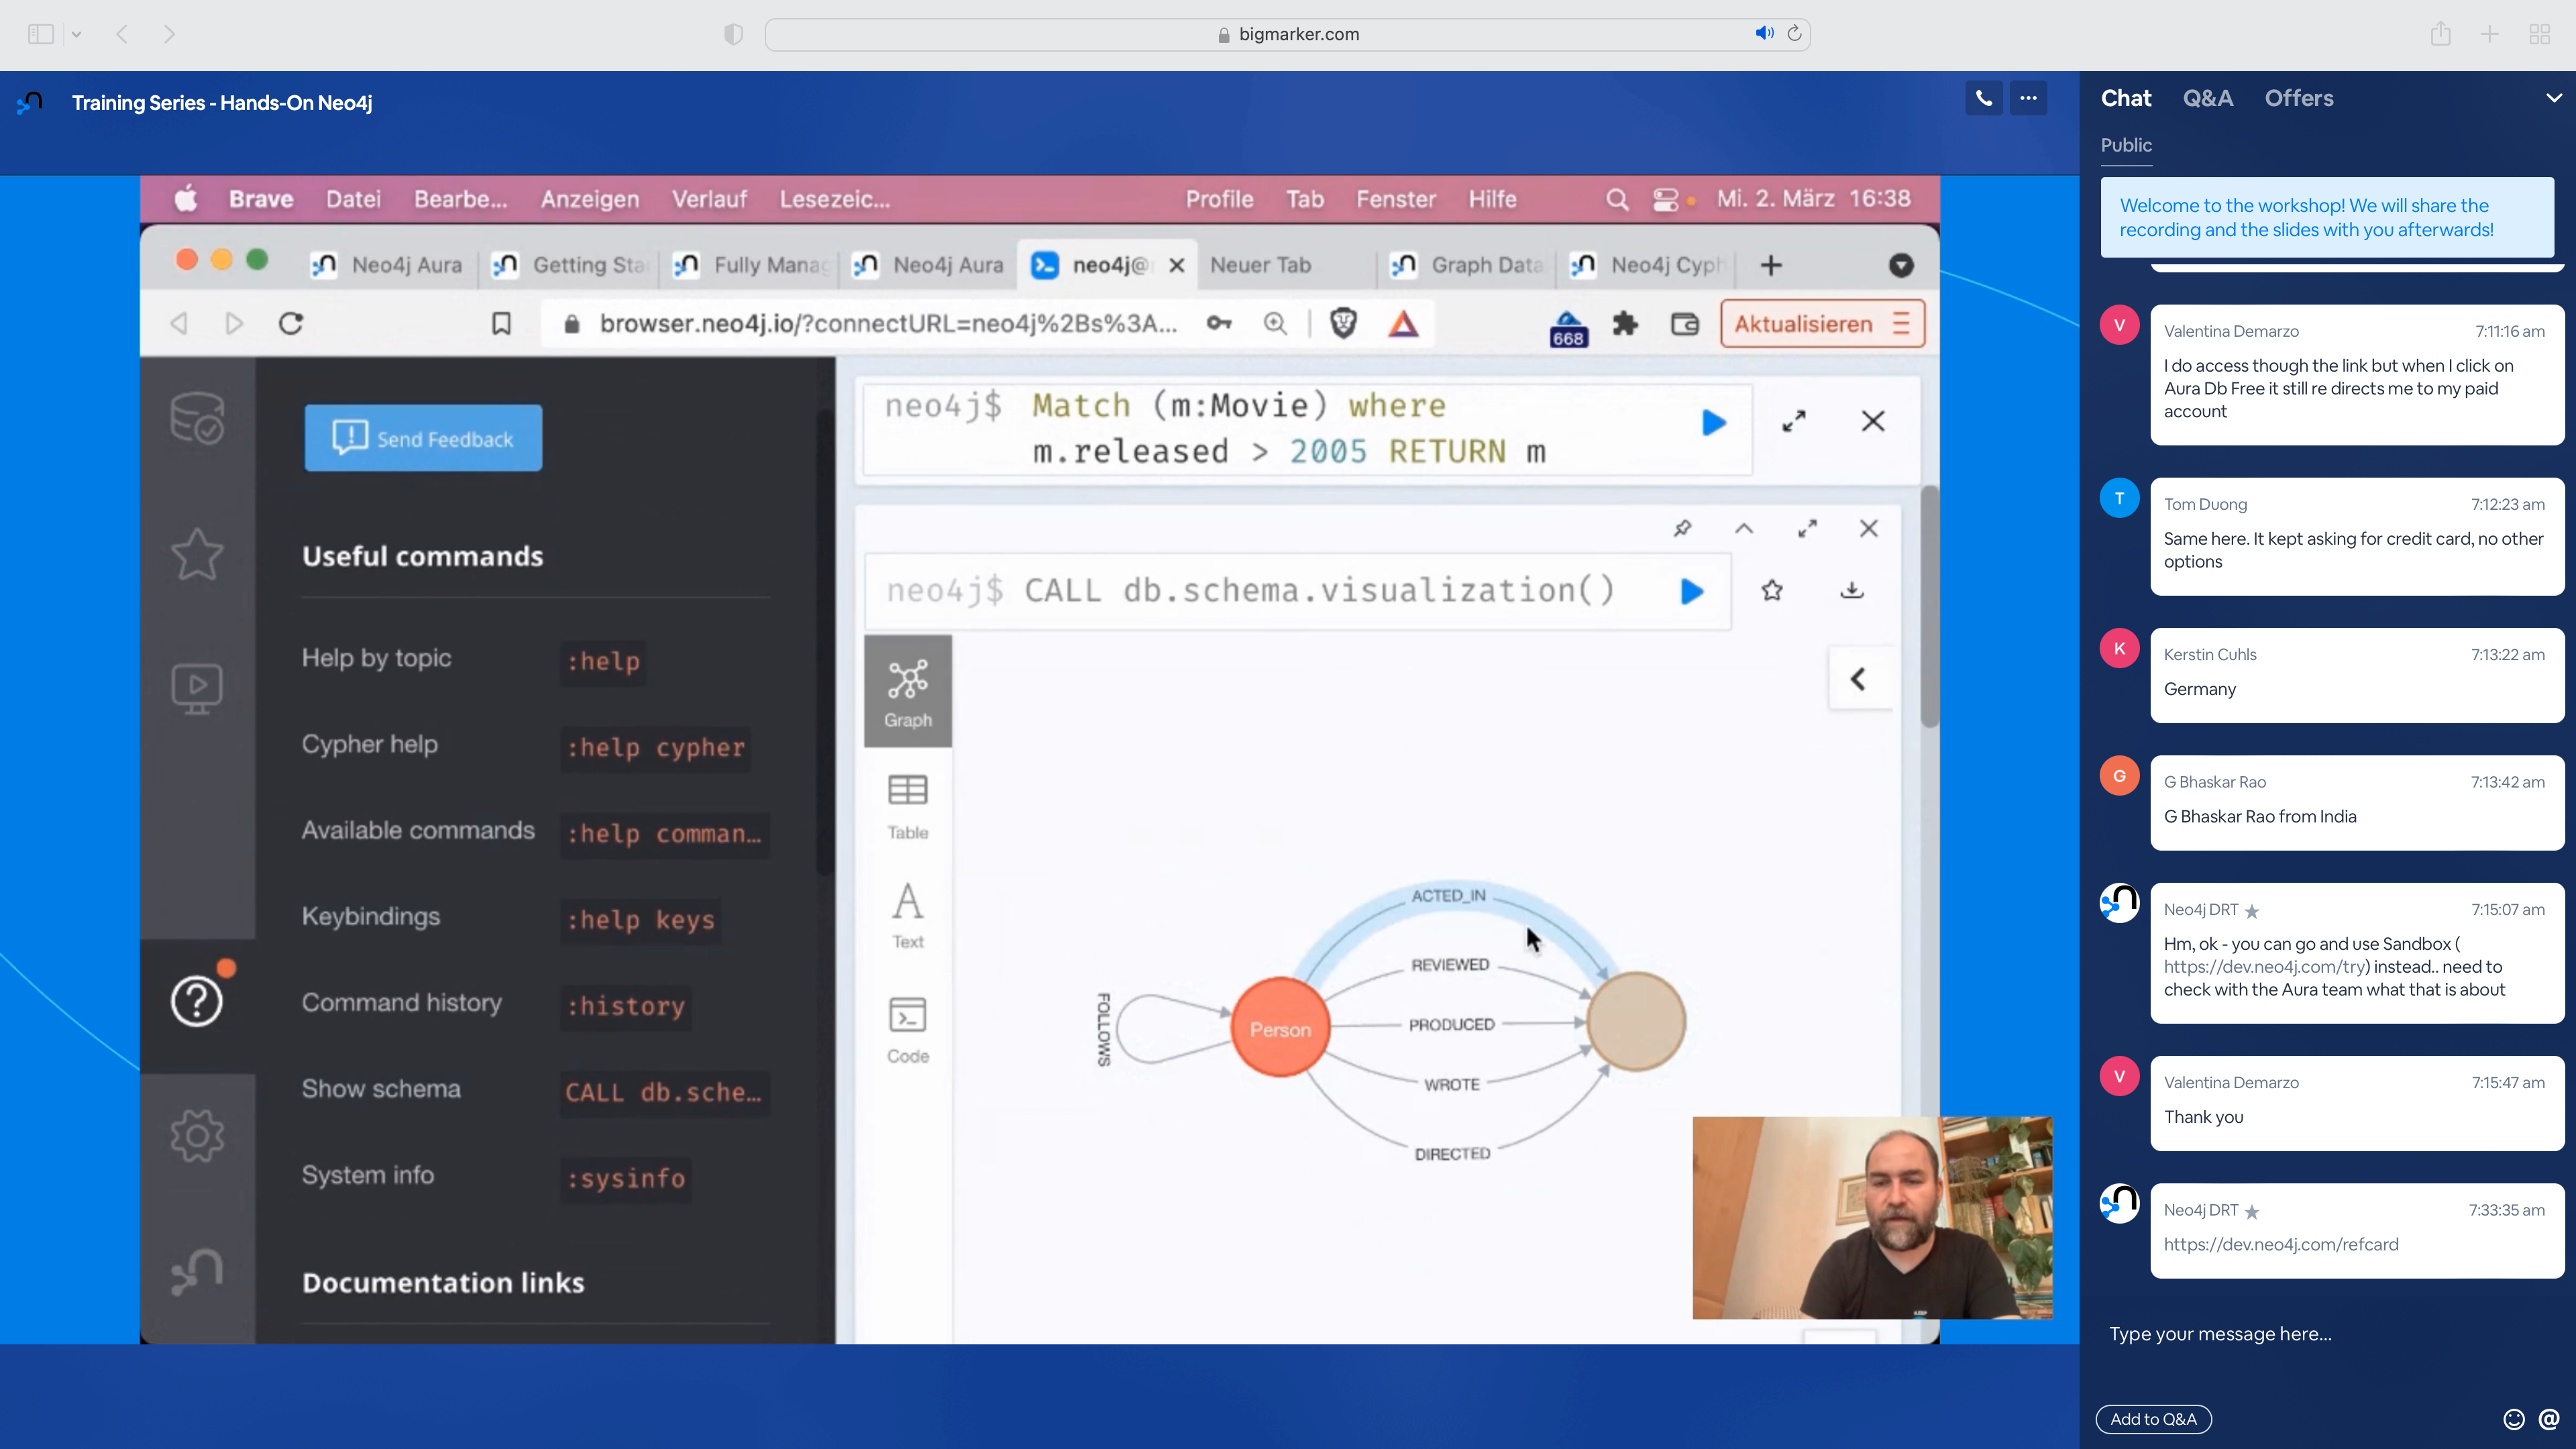 bigmarker.com
Training Series - Hands-On Neo4j
Brave Datei Bearbe... Anzeigen Verlauf Lesezeic... Profile Tab Fenster Hilfe Mi. 2. März 16:38
Neo4j Aura Getting Sta Fully Manag Neo4j Aura neo4j@ Neuer Tab Graph Data Neo4j Cyph
browser.neo4j.io/?connectURL=neo4j%2Bs%3A... 668 Aktualisieren
Send Feedback
Useful commands
Help by topic :help
Cypher help :help cypher
Available commands :help comman…
Keybindings :help keys
Command history :history
Show schema CALL db.sche…
System info :sysinfo
Documentation links
neo4j$ Match (m:Movie) where
m.released > 2005 RETURN m
neo4j$ CALL db.schema.visualization()
Graph
Table
Text
Code
ACTED_IN
REVIEWED
FOLLOWS
Person
PRODUCED
WROTE
DIRECTED
Chat Q&A Offers
Public
Welcome to the workshop! We will share the
recording and the slides with you afterwards!
V
Valentina Demarzo 7:11:16 am
I do access though the link but when I click on
Aura Db Free it still re directs me to my paid
account
T
Tom Duong 7:12:23 am
Same here. It kept asking for credit card, no other
options
K
Kerstin Cuhls 7:13:22 am
Germany
G
G Bhaskar Rao 7:13:42 am
G Bhaskar Rao from India
Neo4j DRT 7:15:07 am
Hm, ok - you can go and use Sandbox (
https://dev.neo4j.com/try) instead.. need to
check with the Aura team what that is about
V
Valentina Demarzo 7:15:47 am
Thank you
Neo4j DRT 7:33:35 am
https://dev.neo4j.com/refcard
Type your message here...
Add to Q&A